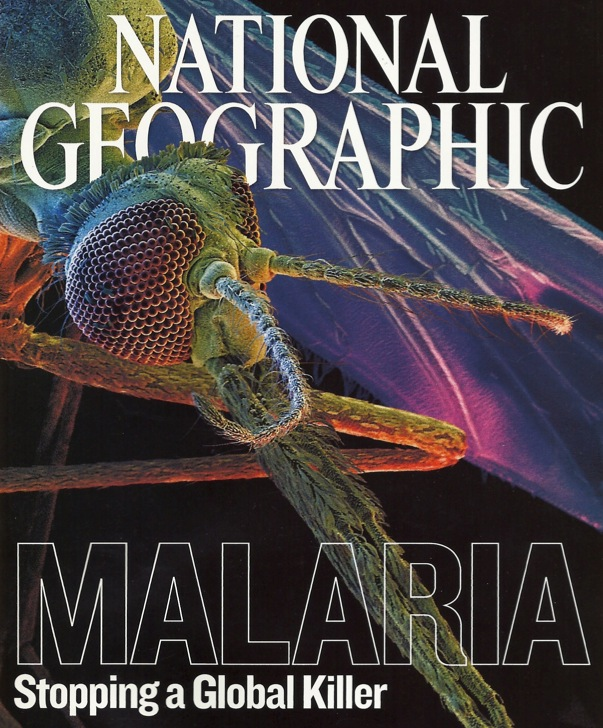 NATIONAL
GEOGRAPHIC
MALARIA
Stopping a Global Killer